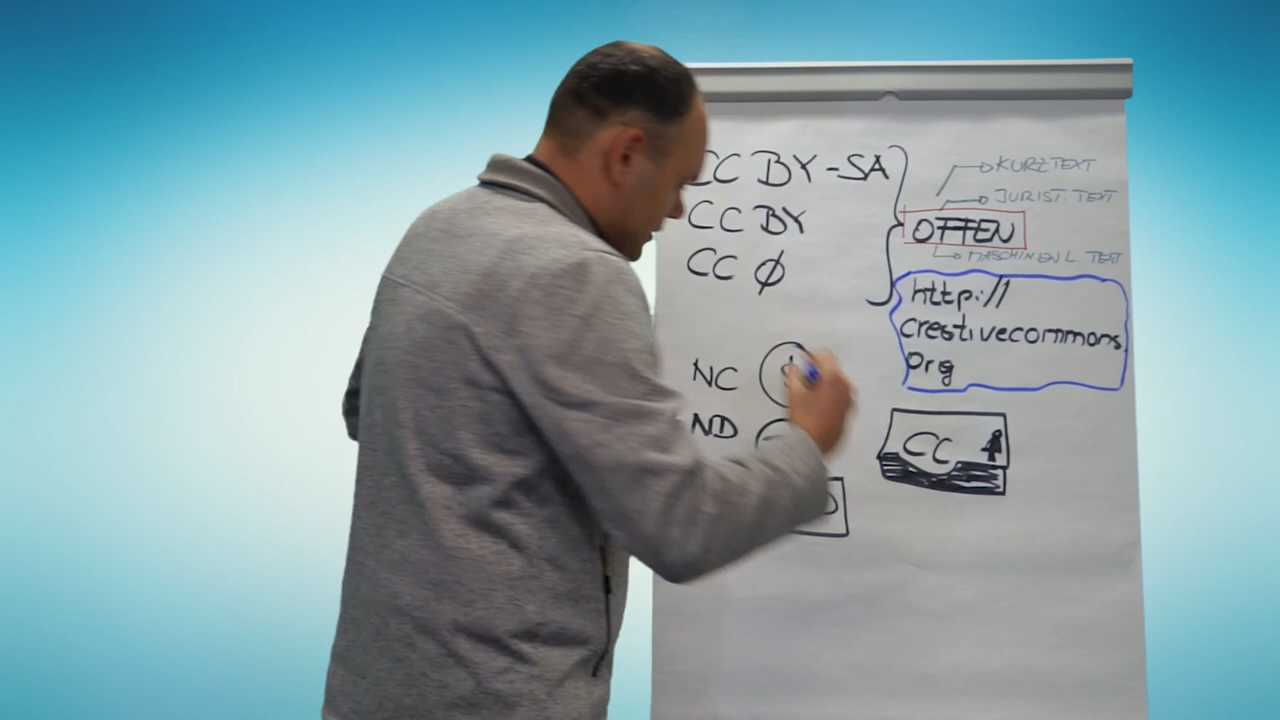 CC BY-SA
CC BY
CC Ø
KURZTEXT
JURIST. TEXT
OFFEN
MASCHINENL. TEXT
http://
creativecommons.
org
NC
ND
CC